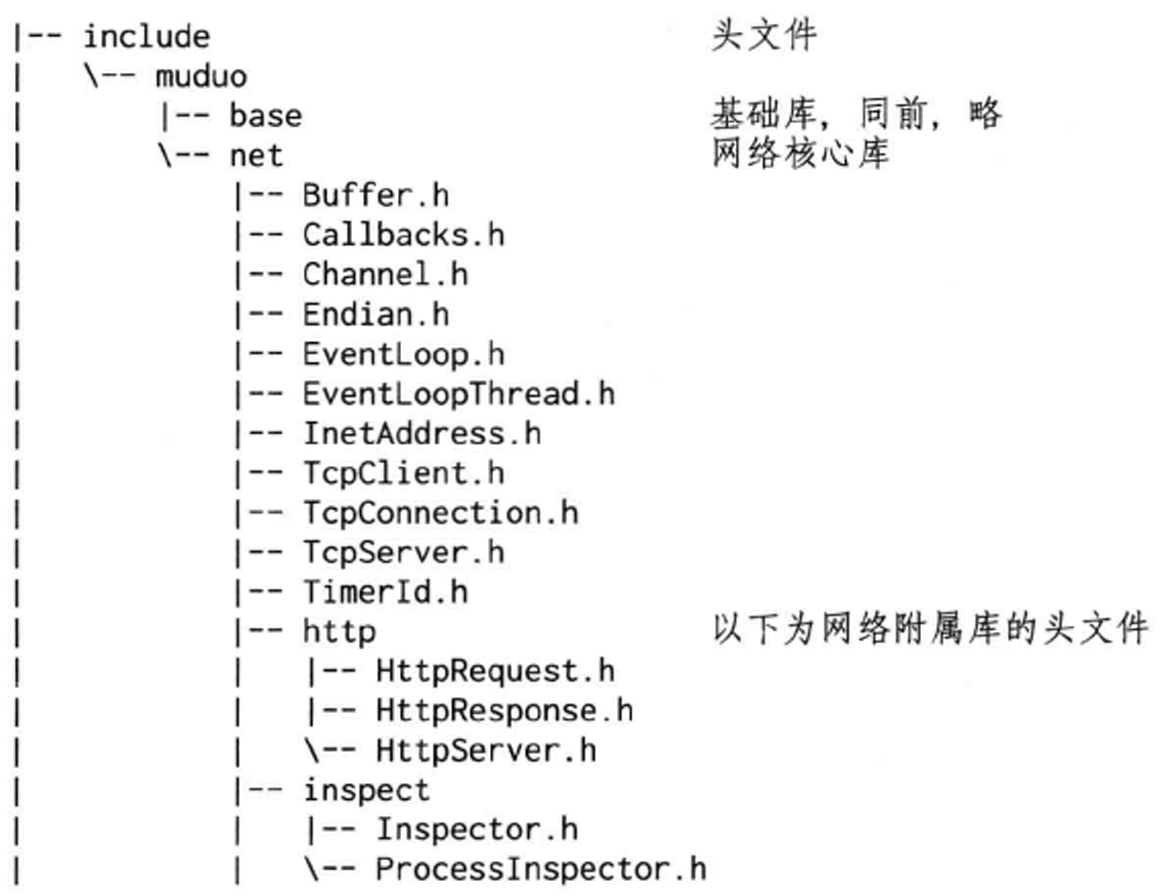 |-- include                        头文件
|   \-- muduo
|       |-- base                   基础库，同前，略
|       \-- net                    网络核心库
|           |-- Buffer.h
|           |-- Callbacks.h
|           |-- Channel.h
|           |-- Endian.h
|           |-- EventLoop.h
|           |-- EventLoopThread.h
|           |-- InetAddress.h
|           |-- TcpClient.h
|           |-- TcpConnection.h
|           |-- TcpServer.h
|           |-- TimerId.h
|           |-- http               以下为网络附属库的头文件
|           |   |-- HttpRequest.h
|           |   |-- HttpResponse.h
|           |   \-- HttpServer.h
|           |-- inspect
|           |   |-- Inspector.h
|           |   \-- ProcessInspector.h